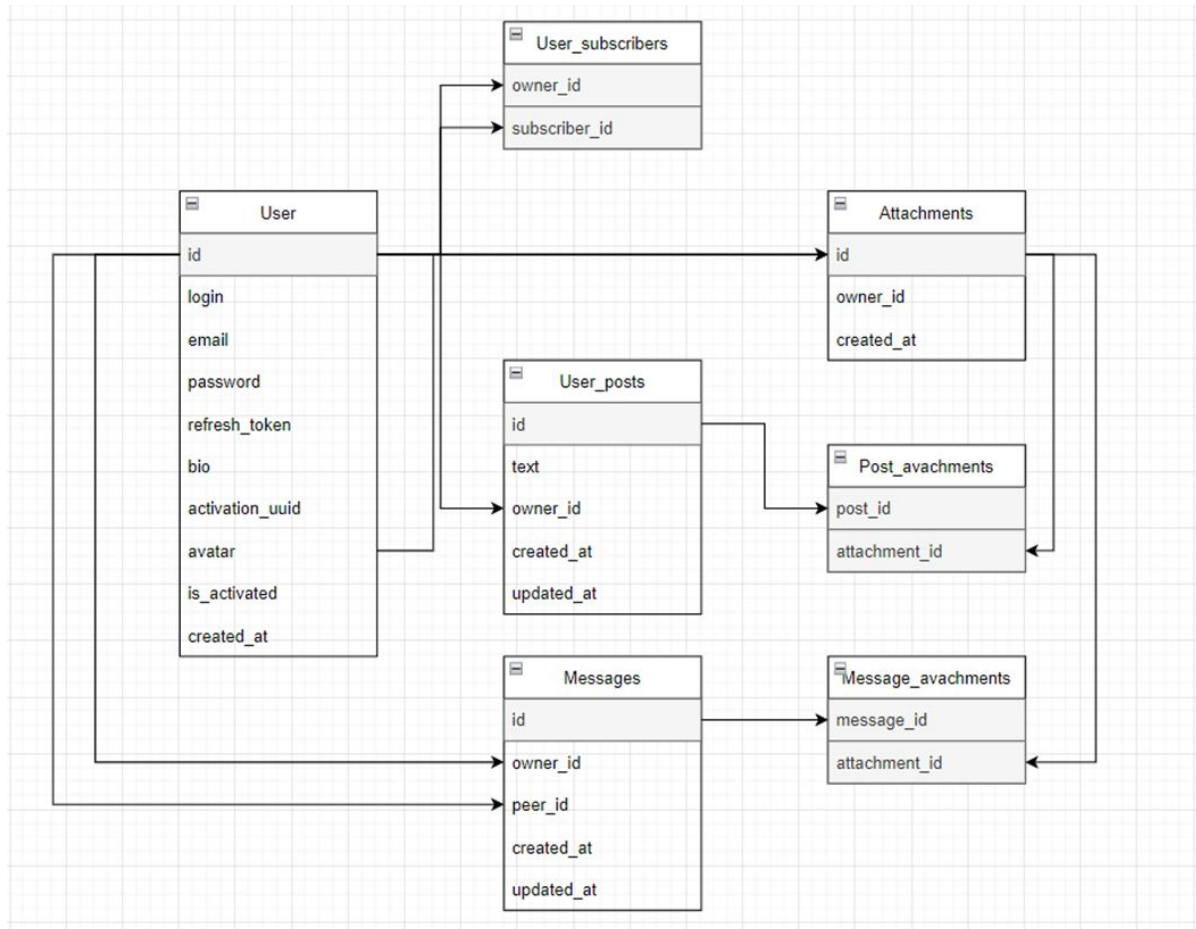 User_subscribers
owner_id
subscriber_id
User
id
login
email
password
refresh_token
bio
activation_uuid
avatar
is_activated
created_at
Attachments
id
owner_id
created_at
User_posts
id
text
owner_id
created_at
updated_at
Post_avachments
post_id
attachment_id
Messages
id
owner_id
peer_id
created_at
updated_at
Message_avachments
message_id
attachment_id